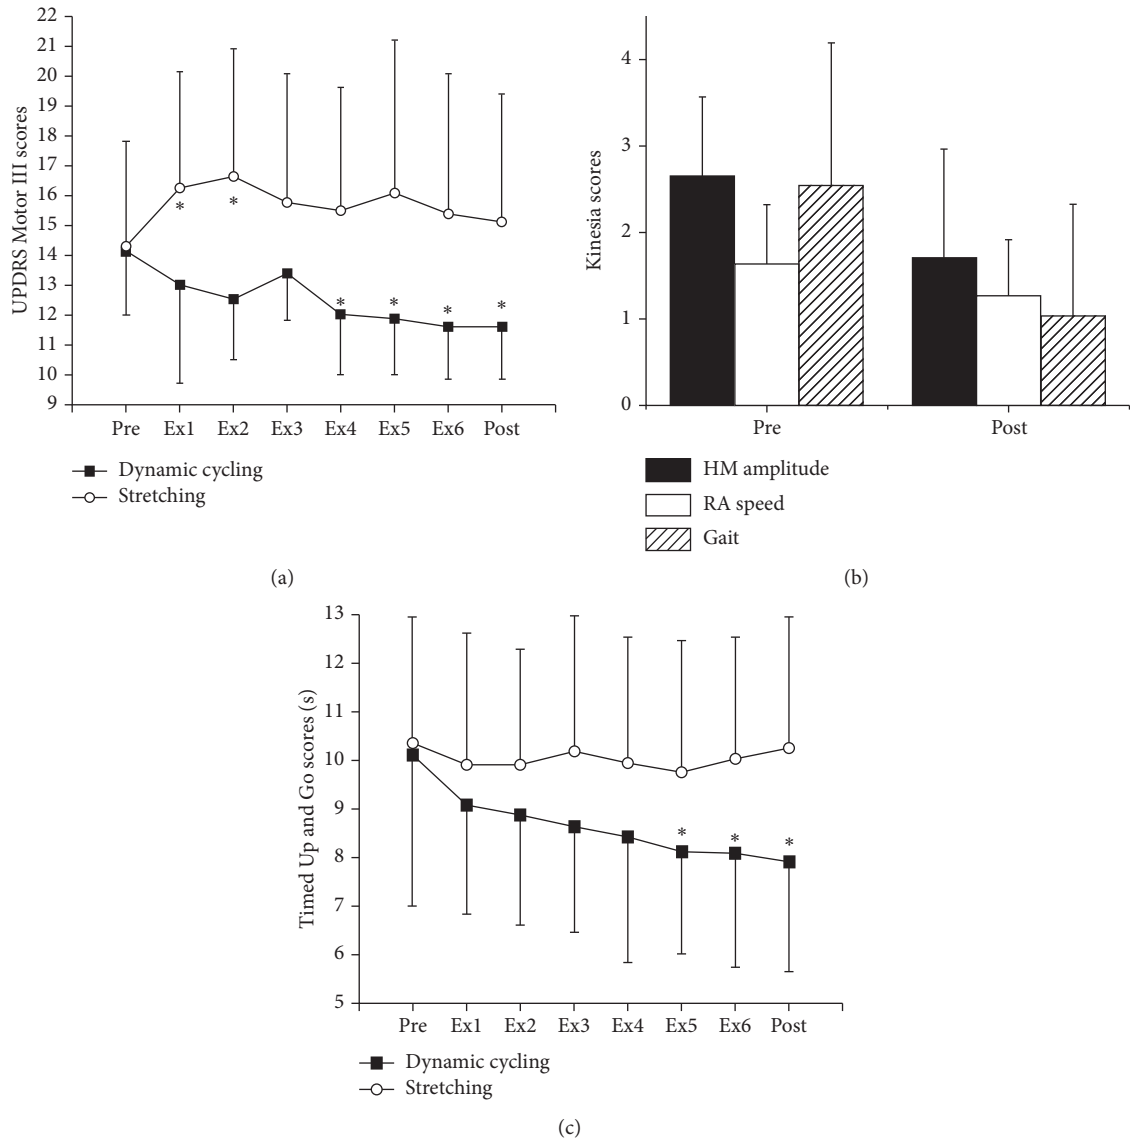 UPDRS Motor III scores
22
21
20
19
18
17
16
15
14
13
12
11
10
9
* *
* * * *
Pre Ex1 Ex2 Ex3 Ex4 Ex5 Ex6 Post
Dynamic cycling
Stretching
(a)
Kinesia scores
4
3
2
1
0
Pre Post
HM amplitude
RA speed
Gait
(b)
Timed Up and Go scores (s)
13
12
11
10
9
8
7
6
5
* * *
Pre Ex1 Ex2 Ex3 Ex4 Ex5 Ex6 Post
Dynamic cycling
Stretching
(c)